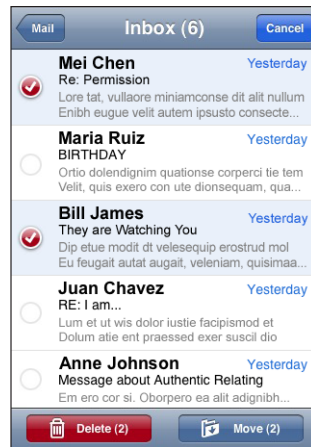 Mail Inbox (6) Cancel
Mei Chen Yesterday
Re: Permission
Lore tat, vullaore miniamconse dit alit nullum
Enibh eugue velit autem ipsusto consecte...
Maria Ruiz Yesterday
BIRTHDAY
Ortio dolendignim quationse corperci tie tem
Velit, quis exero con ute dionsequam, qua...
Bill James Yesterday
They are Watching You
Dip etue modit dt velesequip erostrud mol
Eu feugait autat augait, veleniam, quisimaa...
Juan Chavez Yesterday
RE: I am...
Lum et ut wis dolor iustie facipismod et
Dolum atie ent praessed exer suscil dio
Anne Johnson Yesterday
Message about Authentic Relating
Em ero cor si. Oborpero ea alit adignibh...
Delete (2) Move (2)